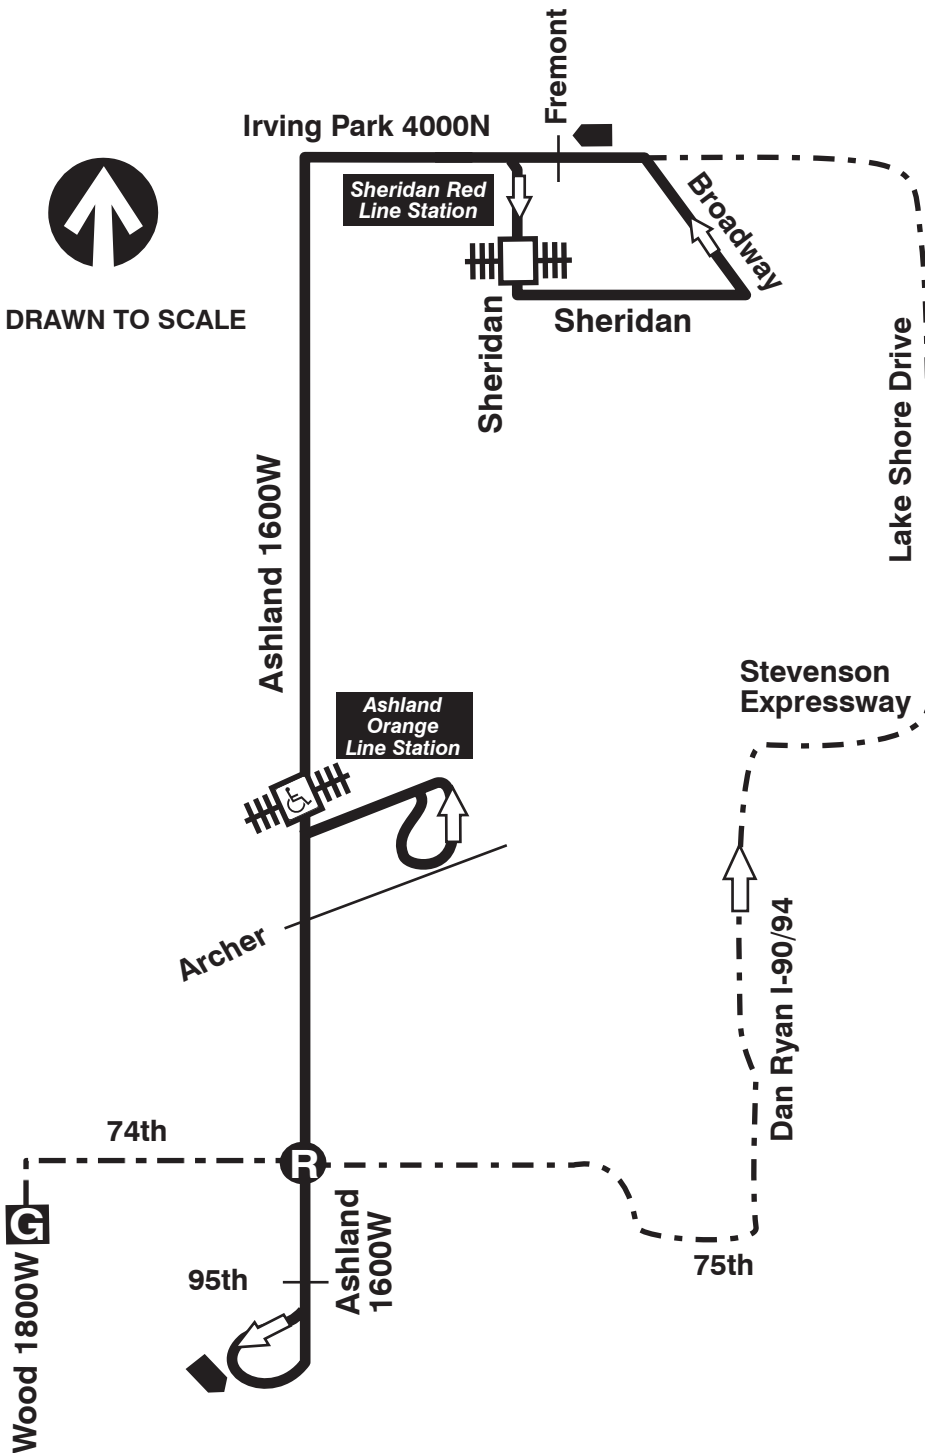 Fremont
Irving Park 4000N
Sheridan Red
Line Station
Broadway
DRAWN TO SCALE
Sheridan
Sheridan
Lake Shore Drive
Ashland 1600W
Stevenson
Expressway
Ashland
Orange
Line Station
Archer
Dan Ryan I-90/94
74th
R
G
Ashland
1600W
95th
75th
Wood 1800W